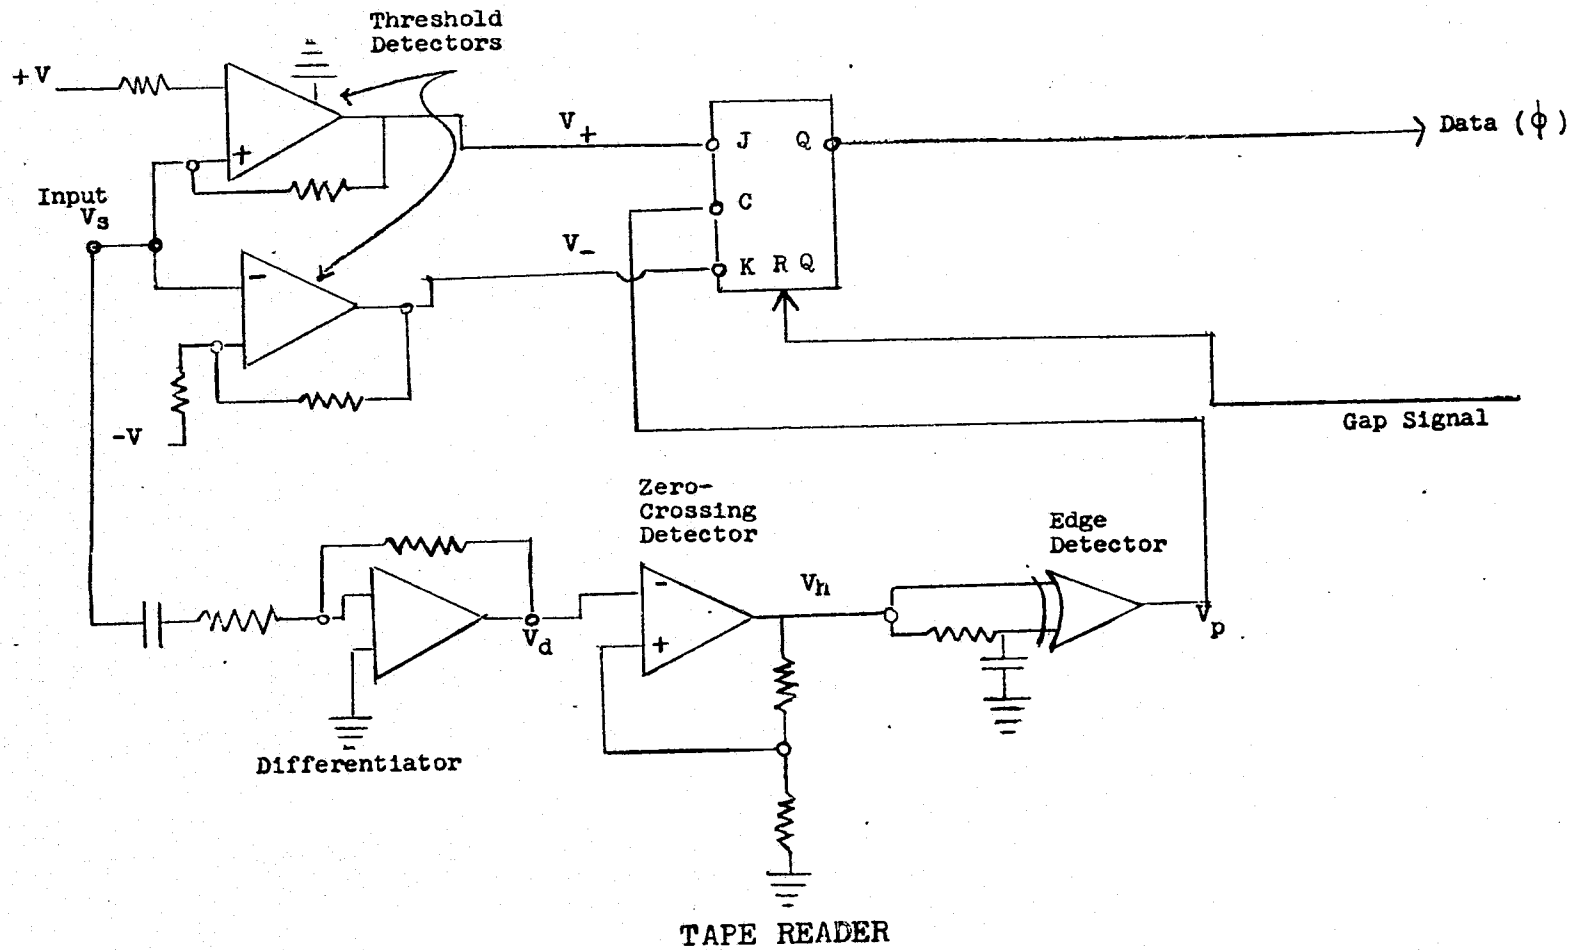 Threshold
Detectors
+V
+
V+
J Q
Data (ϕ)
C
Input
Vs
V-
K R Q
-
-V
Gap Signal
Zero-
Crossing
Detector
Edge
Detector
Vh
-
+
Vd
Vp
Differentiator
TAPE READER